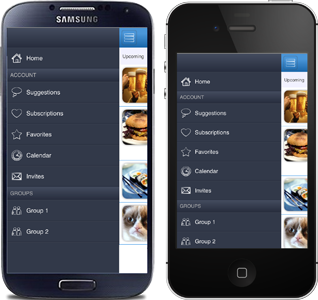 SAMSUNG
Upcoming
Home
ACCOUNT
Suggestions
Subscriptions
Favorites
Calendar
Invites
GROUPS
Group 1
Group 2
Upcoming
Home
ACCOUNT
Suggestions
Subscriptions
Favorites
Calendar
Invites
GROUPS
Group 1
Group 2